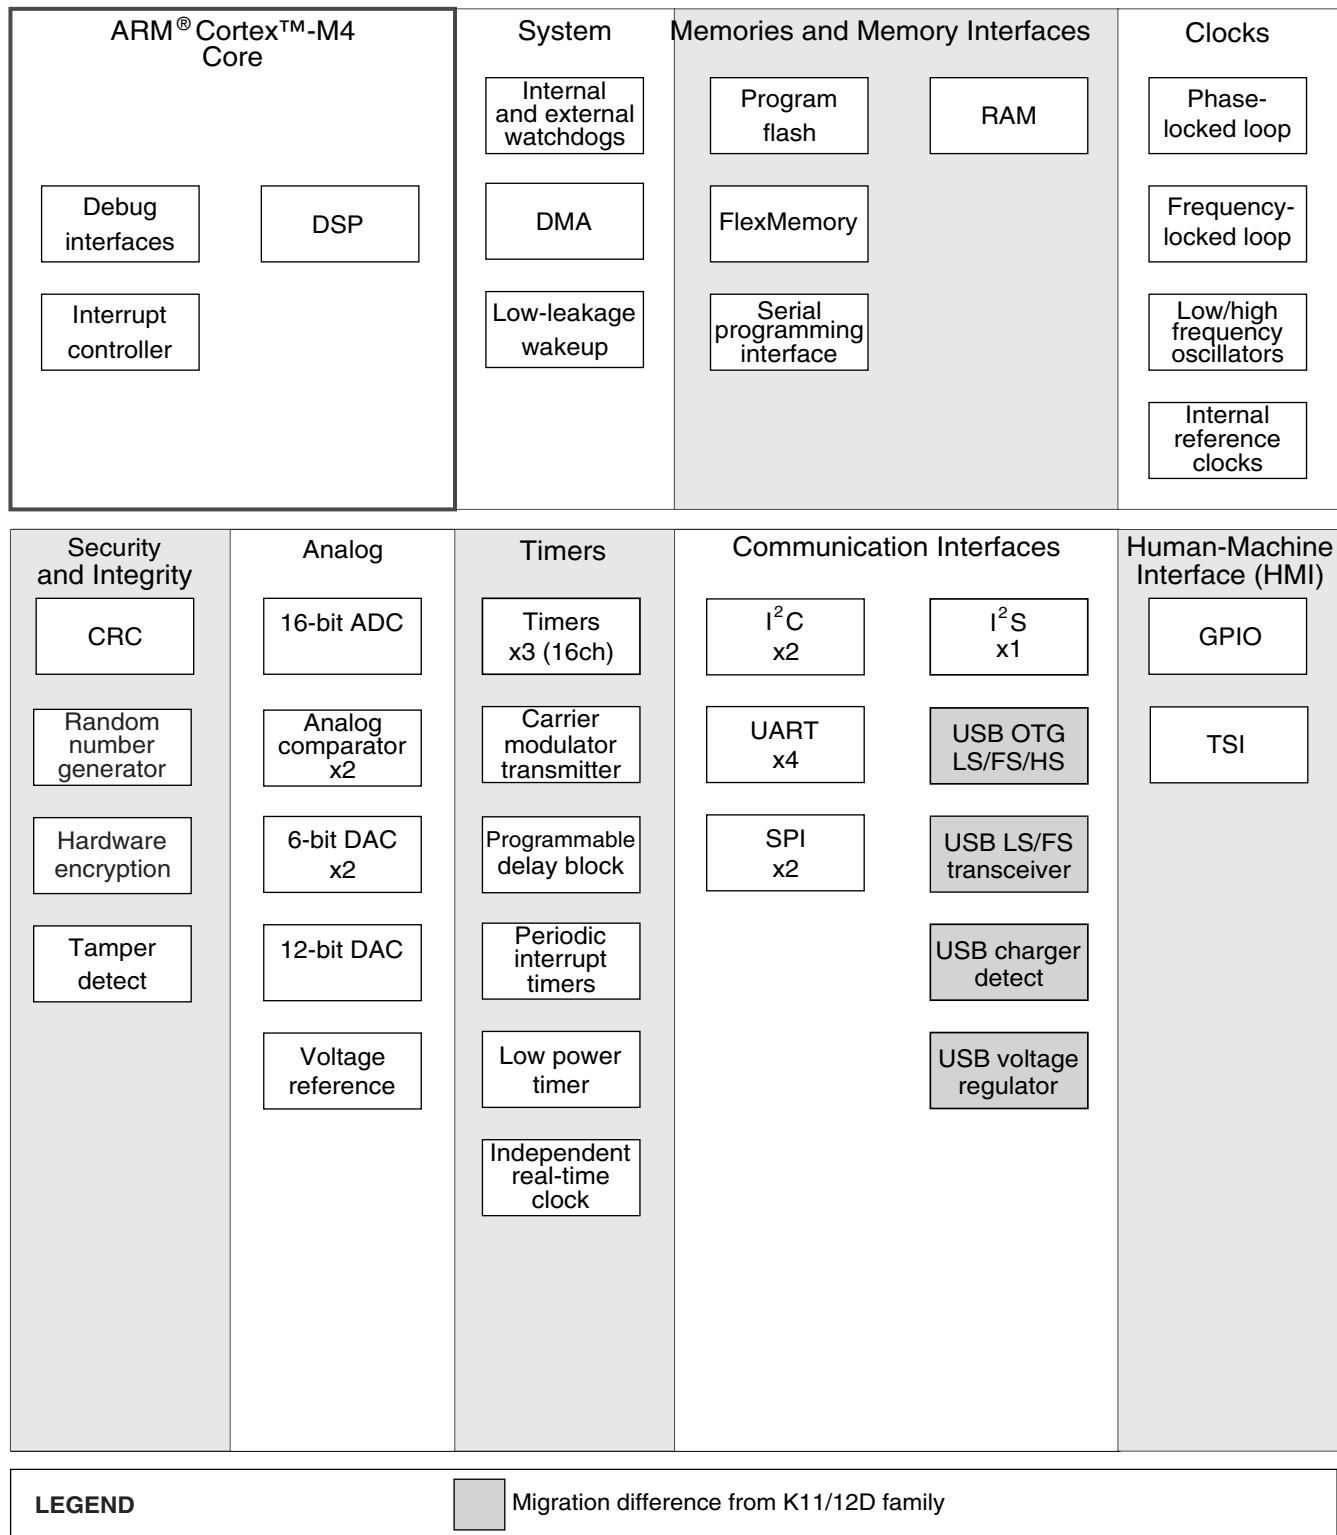 ARM® Cortex™-M4
Core
Debug
interfaces
DSP
Interrupt
controller
System
Internal
and external
watchdogs
DMA
Low-leakage
wakeup
Memories and Memory Interfaces
Program
flash
RAM
FlexMemory
Serial
programming
interface
Clocks
Phase-
locked loop
Frequency-
locked loop
Low/high
frequency
oscillators
Internal
reference
clocks
Security
and Integrity
CRC
Random
number
generator
Hardware
encryption
Tamper
detect
Analog
16-bit ADC
Analog
comparator
x2
6-bit DAC
x2
12-bit DAC
Voltage
reference
Timers
Timers
x3 (16ch)
Carrier
modulator
transmitter
Programmable
delay block
Periodic
interrupt
timers
Low power
timer
Independent
real-time
clock
Communication Interfaces
I²C
x2
I²S
x1
UART
x4
USB OTG
LS/FS/HS
SPI
x2
USB LS/FS
transceiver
USB charger
detect
USB voltage
regulator
Human-Machine
Interface (HMI)
GPIO
TSI
LEGEND
Migration difference from K11/12D family